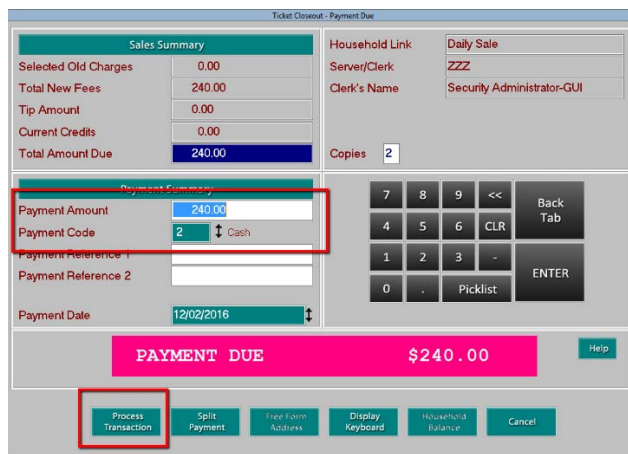 Ticket Closeout - Payment Due
Sales Summary
Selected Old Charges 0.00
Total New Fees 240.00
Tip Amount 0.00
Current Credits 0.00
Total Amount Due 240.00
Household Link Daily Sale
Server/Clerk ZZZ
Clerk's Name Security Administrator-GUI
Copies 2
Payment Summary
Payment Amount 240.00
Payment Code 2 Cash
Payment Reference 1
Payment Reference 2
Payment Date 12/02/2016
7 8 9 << Back Tab
4 5 6 CLR
1 2 3 - ENTER
0 . Picklist
PAYMENT DUE $240.00
Help
Process Transaction
Split Payment
Free Form Address
Display Keyboard
Household Balance
Cancel